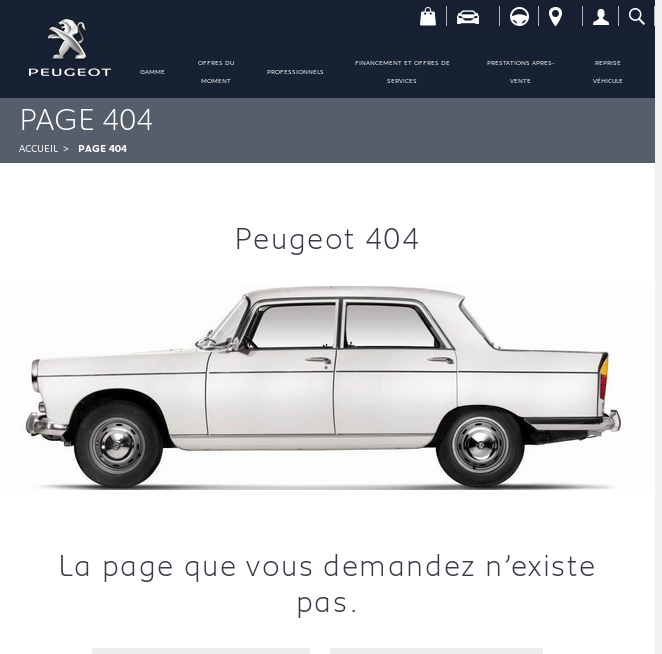 PEUGEOT
GAMME
OFFRES DU
MOMENT
PROFESSIONNELS
FINANCEMENT ET OFFRES DE
SERVICES
PRESTATIONS APRES-
VENTE
REPRISE
VÉHICULE
PAGE 404
ACCUEIL > PAGE 404
Peugeot 404
La page que vous demandez n’existe
pas.